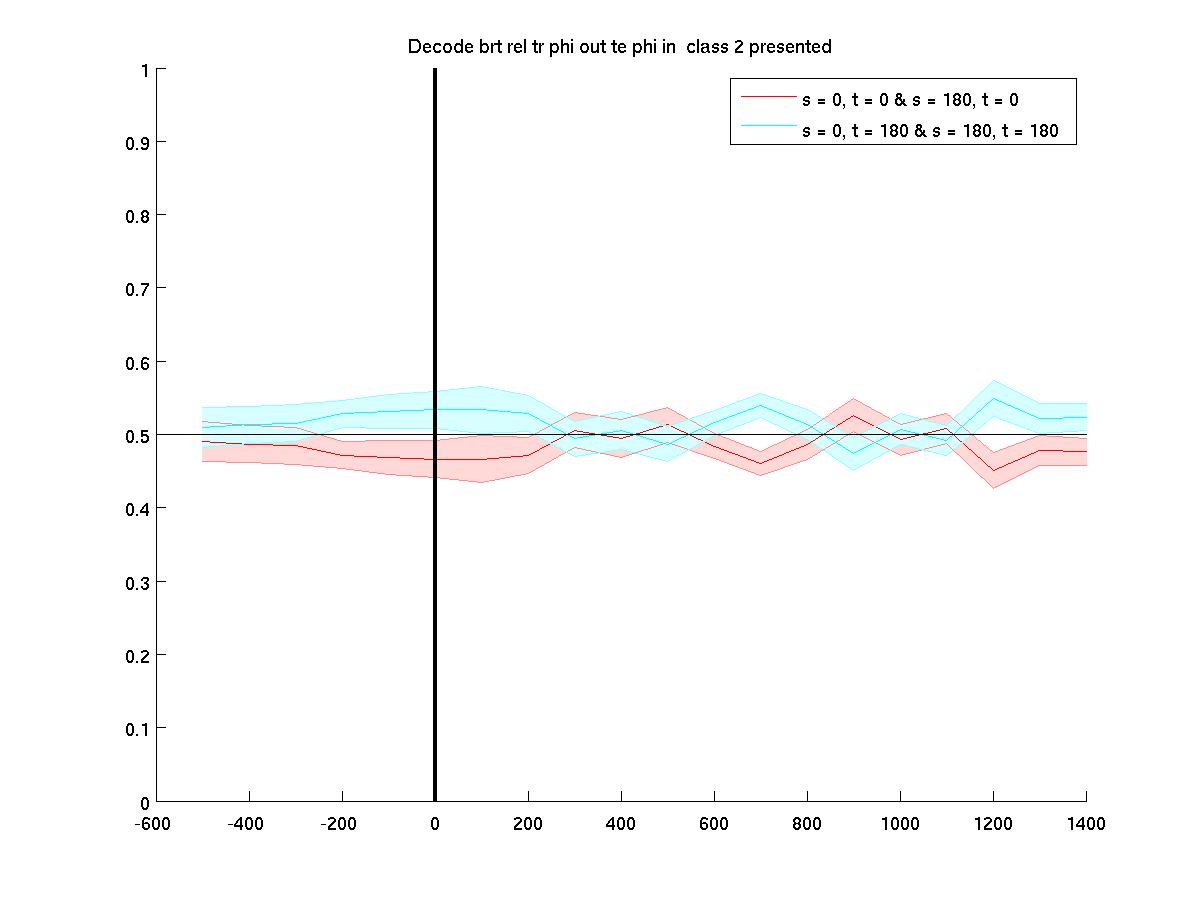 Decode brt rel tr phi out te phi in  class 2 presented
s = 0, t = 0 & s = 180, t = 0
s = 0, t = 180 & s = 180, t = 180
1
0.9
0.8
0.7
0.6
0.5
0.4
0.3
0.2
0.1
0
-600 -400 -200 0 200 400 600 800 1000 1200 1400